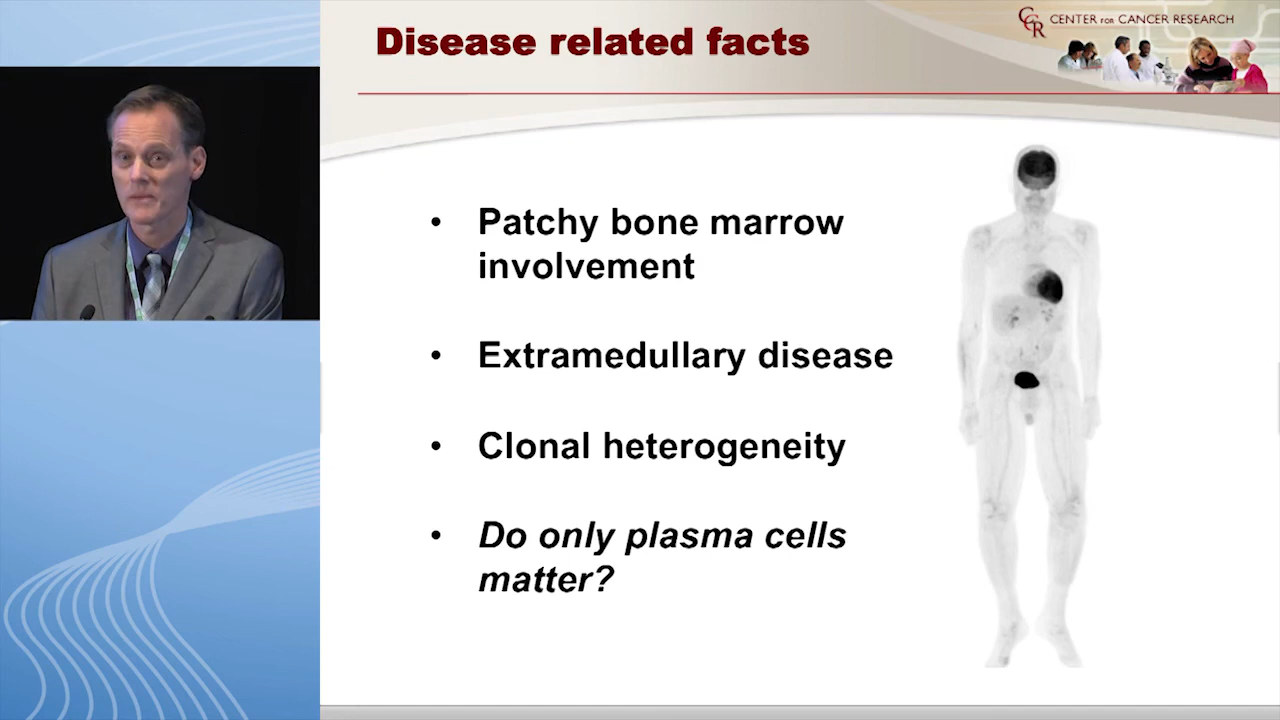 Disease related facts
CCR CENTER FOR CANCER RESEARCH
• Patchy bone marrow
involvement
• Extramedullary disease
• Clonal heterogeneity
• Do only plasma cells
matter?